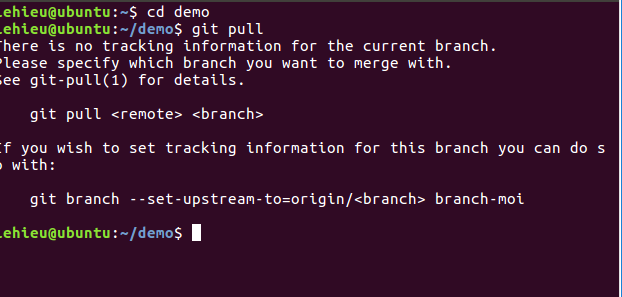 lehieu@ubuntu:~$ cd demo
lehieu@ubuntu:~/demo$ git pull
There is no tracking information for the current branch.
Please specify which branch you want to merge with.
See git-pull(1) for details.

    git pull <remote> <branch>

If you wish to set tracking information for this branch you can do s
o with:

    git branch --set-upstream-to=origin/<branch> branch-moi

lehieu@ubuntu:~/demo$